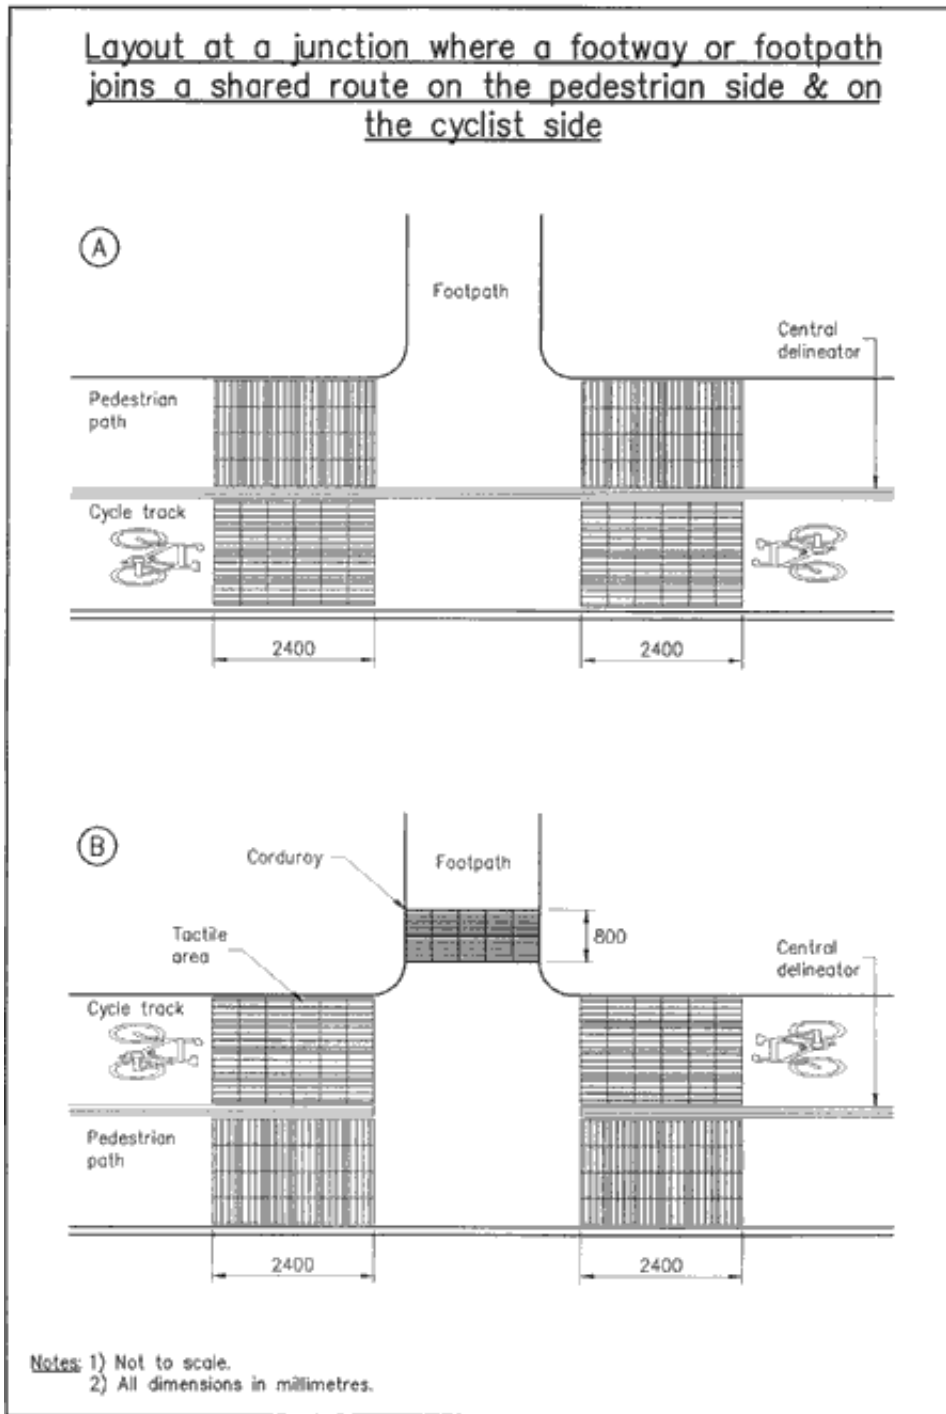 Layout at a junction where a footway or footpath
joins a shared route on the pedestrian side & on
the cyclist side
A
Footpath
Central
delineator
Pedestrian
path
Cycle track
2400
2400
B
Corduroy
Footpath
800
Tactile
area
Central
delineator
Cycle track
Pedestrian
path
2400
2400
Notes: 1) Not to scale.
2) All dimensions in millimetres.